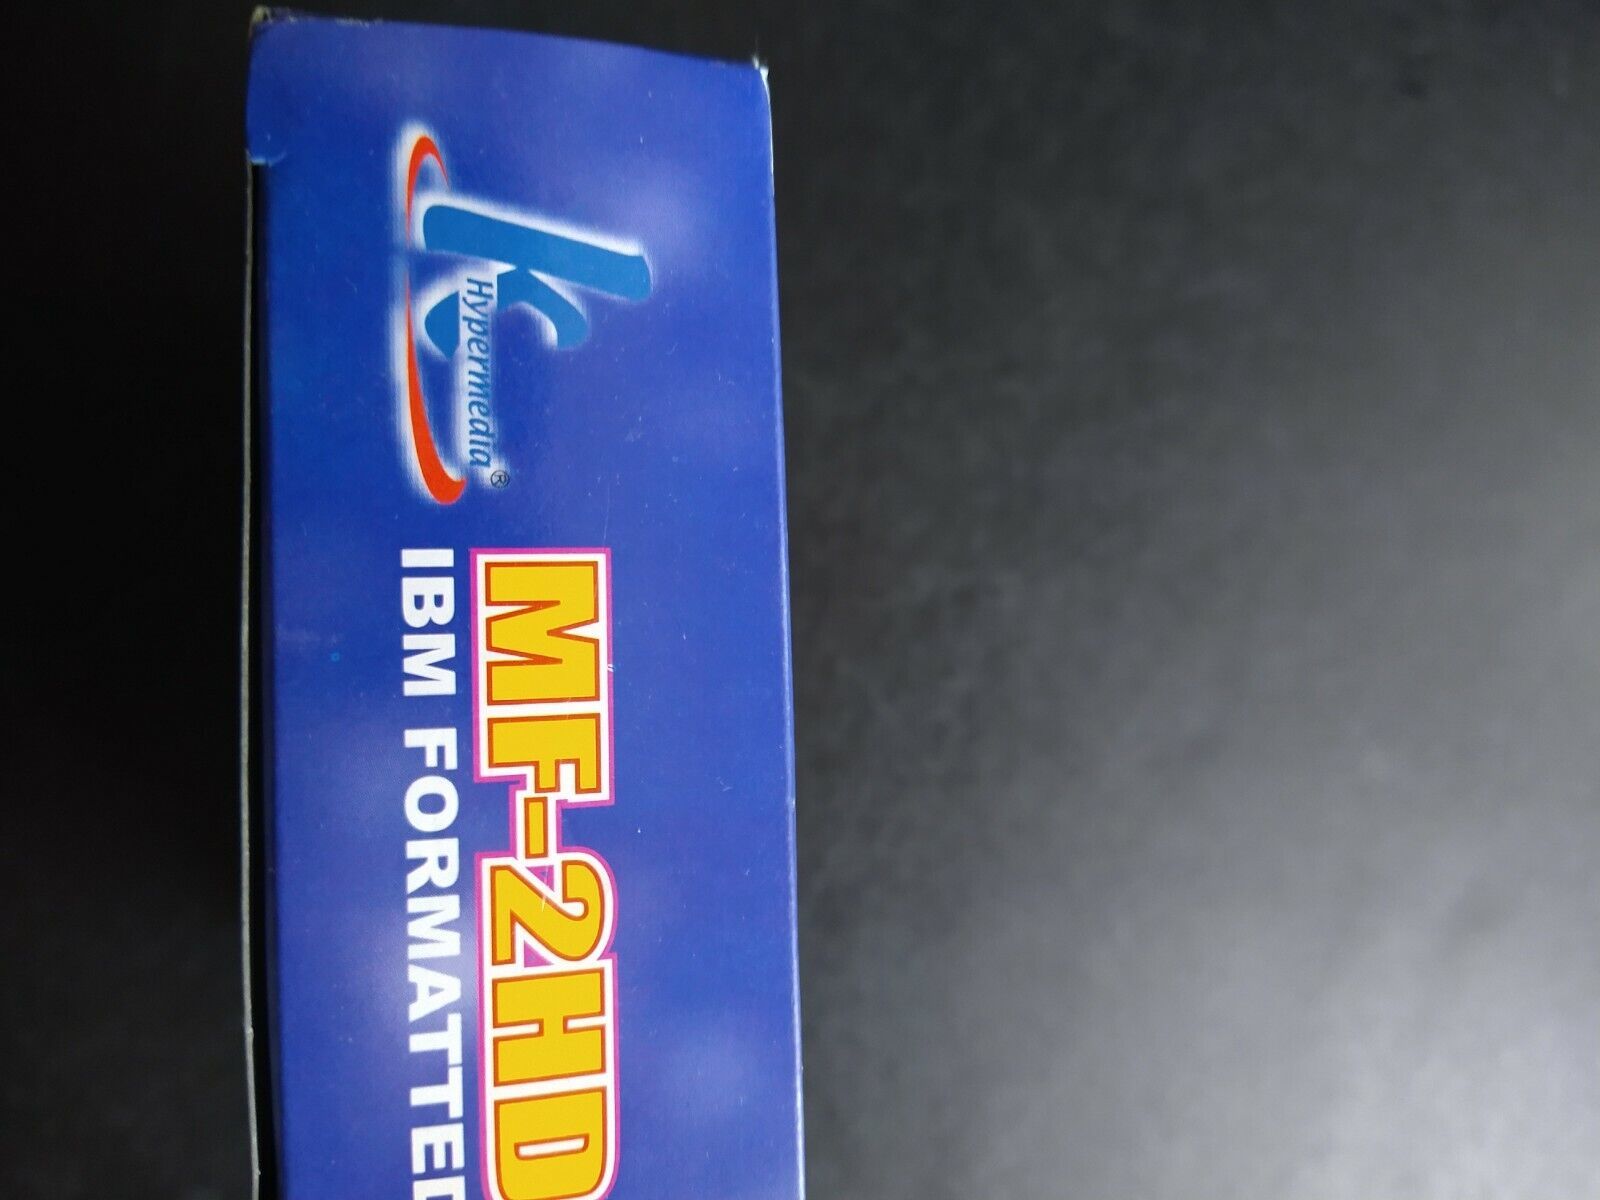 K
Hypermedia®
MF-2HD
IBM FORMATTED